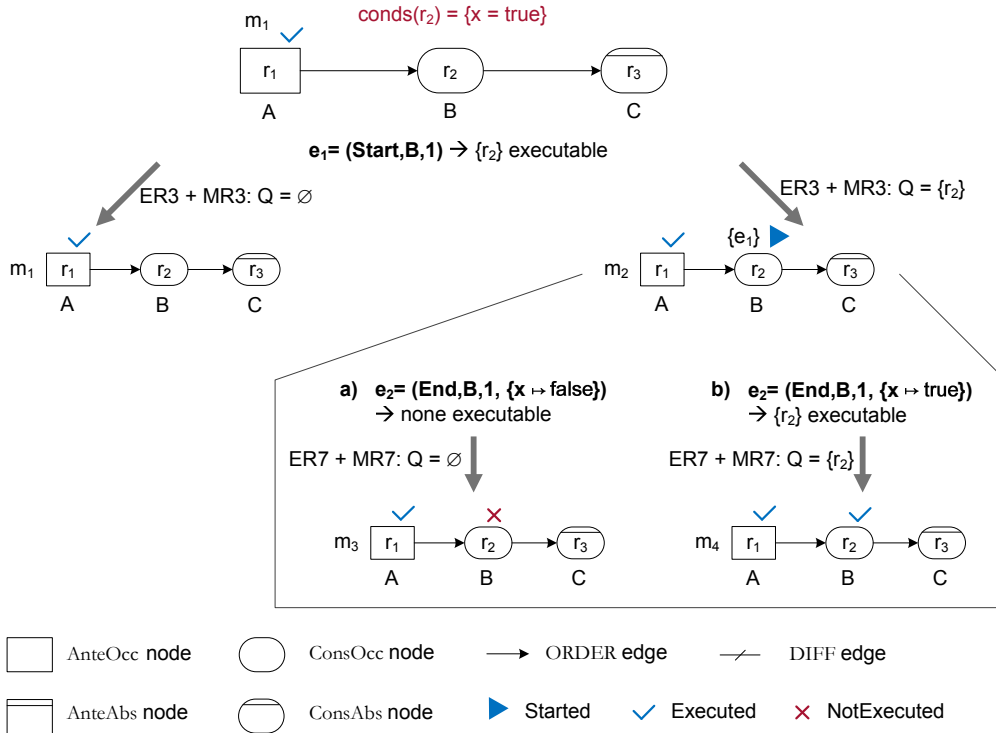 m1 conds(r2) = {x = true}
r1 r2 r3
A B C
e1= (Start,B,1) → {r2} executable
ER3 + MR3: Q = ∅
ER3 + MR3: Q = {r2}
m1 r1 r2 r3
A B C
{e1}
m2 r1 r2 r3
A B C
a) e2= (End,B,1, {x ↦ false})
→ none executable
b) e2= (End,B,1, {x ↦ true})
→ {r2} executable
ER7 + MR7: Q = ∅
ER7 + MR7: Q = {r2}
m3 r1 r2 r3
A B C
m4 r1 r2 r3
A B C
AnteOcc node ConsOcc node ORDER edge DIFF edge
AnteAbs node ConsAbs node Started Executed NotExecuted